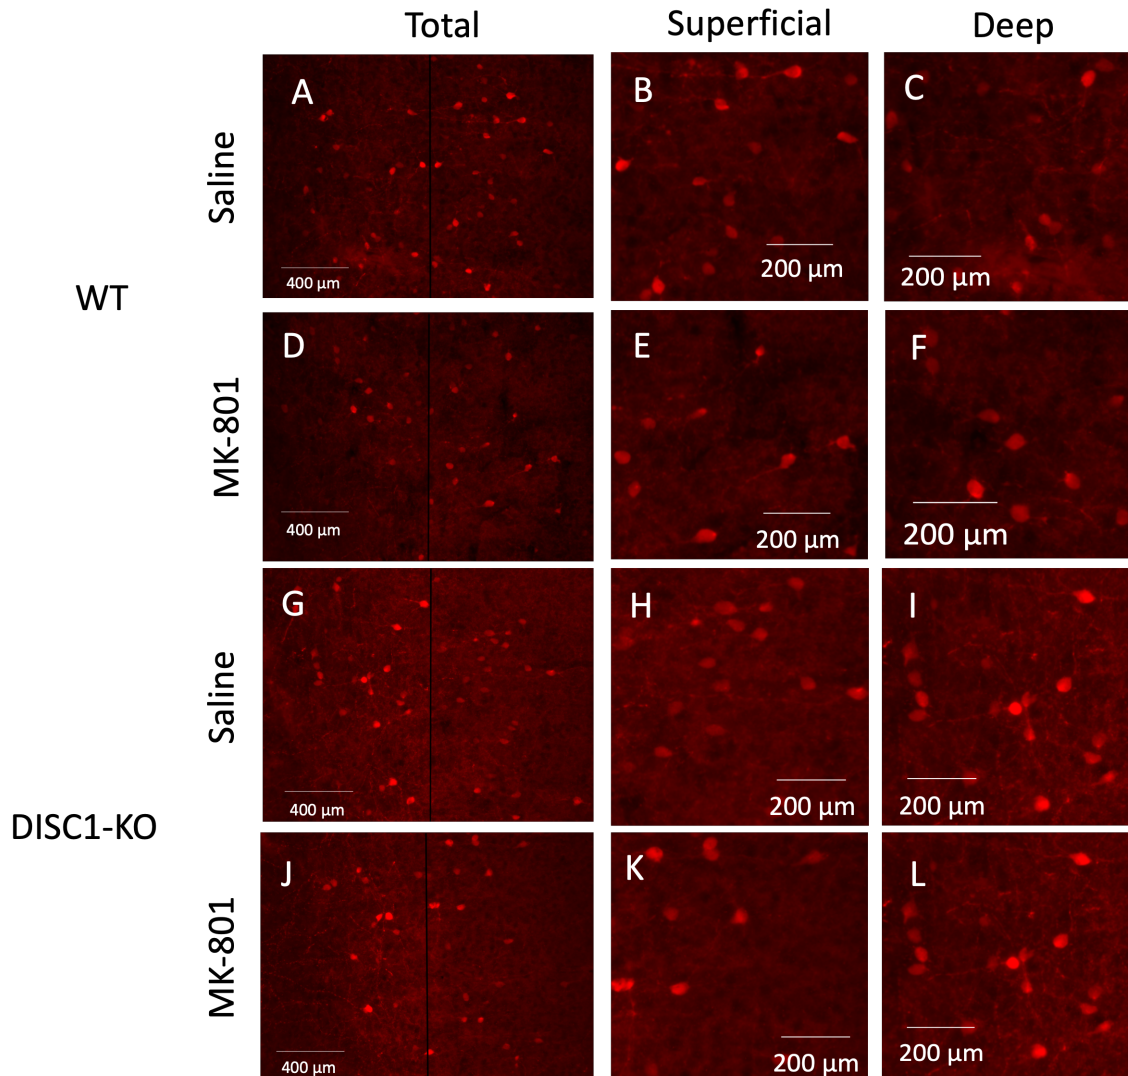 Total Superficial Deep
WT
Saline
A
400 µm
B
200 µm
C
200 µm
MK-801
D
400 µm
E
200 µm
F
200 µm
DISC1-KO
Saline
G
400 µm
H
200 µm
I
200 µm
MK-801
J
400 µm
K
200 µm
L
200 µm